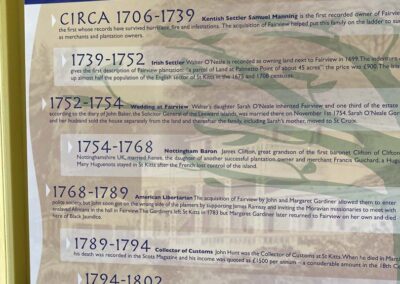 CIRCA 1706-1739 Kentish Settler Samuel Manning is the first recorded owner of Fairview
the first whose records have survived hurricane, fire and infestations. The acquisition of Fairview helped put this family on the ladder to
as merchants and plantation owners.
1739-1752 Irish Settler Walter O'Neale is recorded as owning land next to Fairview in 1699. The indenture
gives the first description of Fairview plantation: "a parcel of Land at Palmetto Point of about 45 acres", the price was £900. The Irish
up almost half the population of the English sector of St Kitts in the 1675 and 1708 censuses.
1752-1754 Wedding at Fairview Walter's daughter Sarah O'Neale inherited Fairview and one third of the estate
according to the diary of John Baker, the Solicitor General of the Leeward Islands, was married there on November 1st 1754. Sarah O'Neale
and her husband sold the house separately from the land and thereafter the family, including Sarah's mother, moved to St Croix.
1754-1768 Nottingham Baron James Clifton, great grandson of the first baronet Clifton of Clifton
Nottinghamshire UK, married Renee, the daughter of another successful plantation owner and merchant Francis Guichard, a
Many Huguenots stayed in St Kitts after the French lost control of the island.
1768-1789 American Libertarian The acquisition of Fairview by John and Margaret Gardiner allowed them to enter
polite society, but John soon got on the wrong side of the planters by supporting James Ramsay and inviting the Moravian missionaries to meet with
enslaved Africans in the hall in Fairview. The Gardiners left St Kitts in 1783 but Margaret Gardiner later returned to Fairview on her own and died
here of Black Jaundice.
1789-1794 Collector of Customs John Hunt was the Collector of Customs at St Kitts. When he died in
his death was recorded in the Scots Magazine and his income was quoted as £1500 per annum – a considerable amount in the 18th
1794-1802